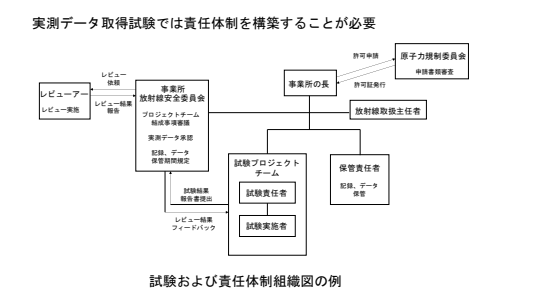 実測データ取得試験では責任体制を構築することが必要
原子力規制委員会
申請書類審査
許可申請
許可証発行
事業所の長
レビュー
依頼
レビュー結果
報告
レビューアー
レビュー実施
事業所
放射線安全委員会
プロジェクトチーム
組成事項審議
実測データ承認
記録、データ
保管期間規定
放射線取扱主任者
試験プロジェクト
チーム
試験責任者
試験実施者
保管責任者
記録、データ
保管
試験結果
報告書提出
レビュー結果
フィードバック
試験および責任体制組織図の例